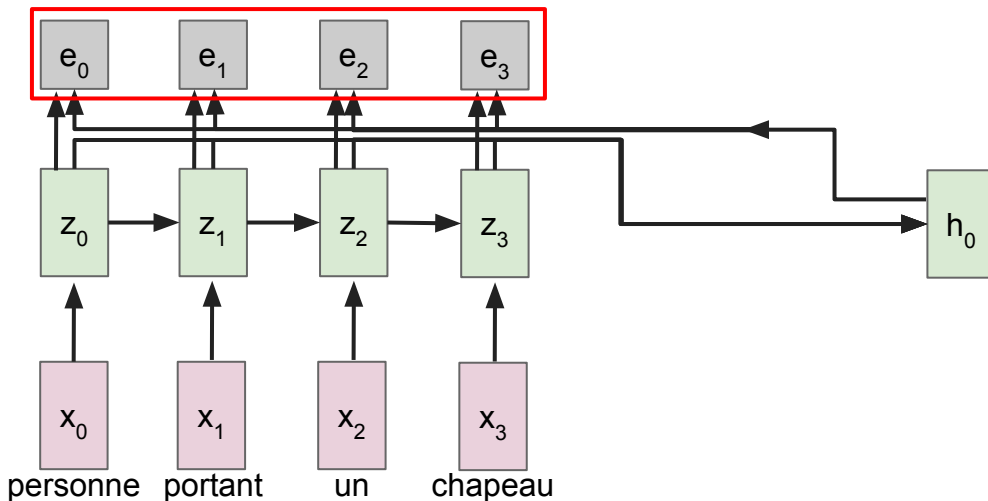 e₀ e₁ e₂ e₃
z₀ z₁ z₂ z₃ h₀
x₀ x₁ x₂ x₃
personne portant un chapeau